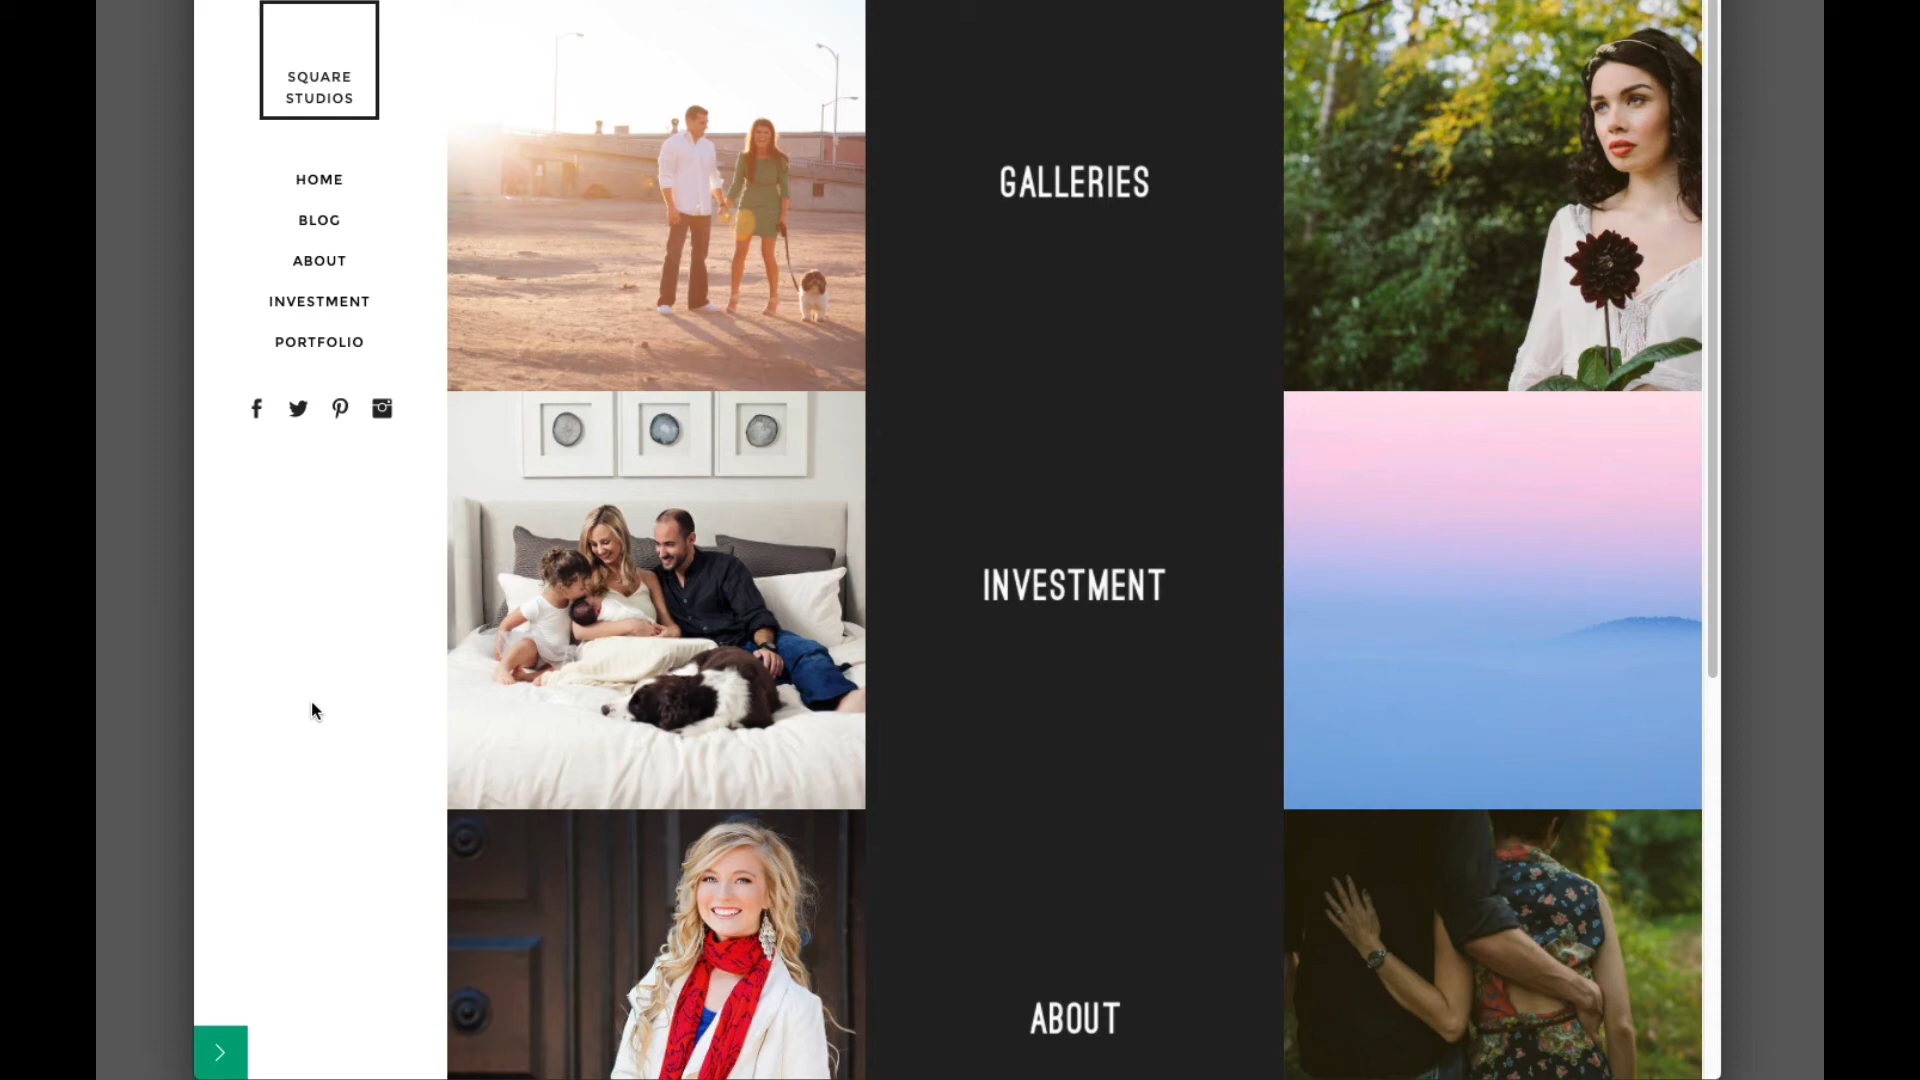 SQUARE
STUDIOS
HOME
BLOG
ABOUT
INVESTMENT
PORTFOLIO
GALLERIES
INVESTMENT
ABOUT